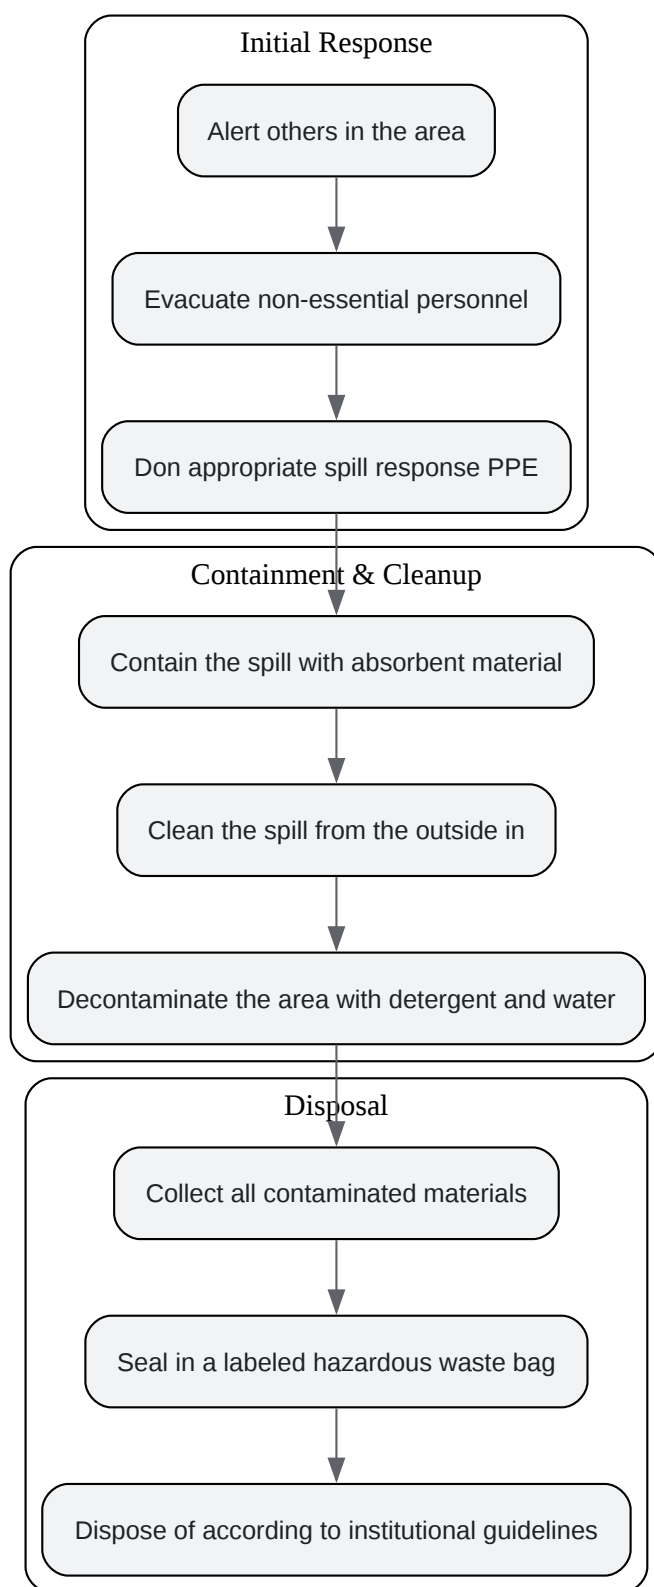 Initial Response
Alert others in the area
Evacuate non-essential personnel
Don appropriate spill response PPE
Containment & Cleanup
Contain the spill with absorbent material
Clean the spill from the outside in
Decontaminate the area with detergent and water
Disposal
Collect all contaminated materials
Seal in a labeled hazardous waste bag
Dispose of according to institutional guidelines